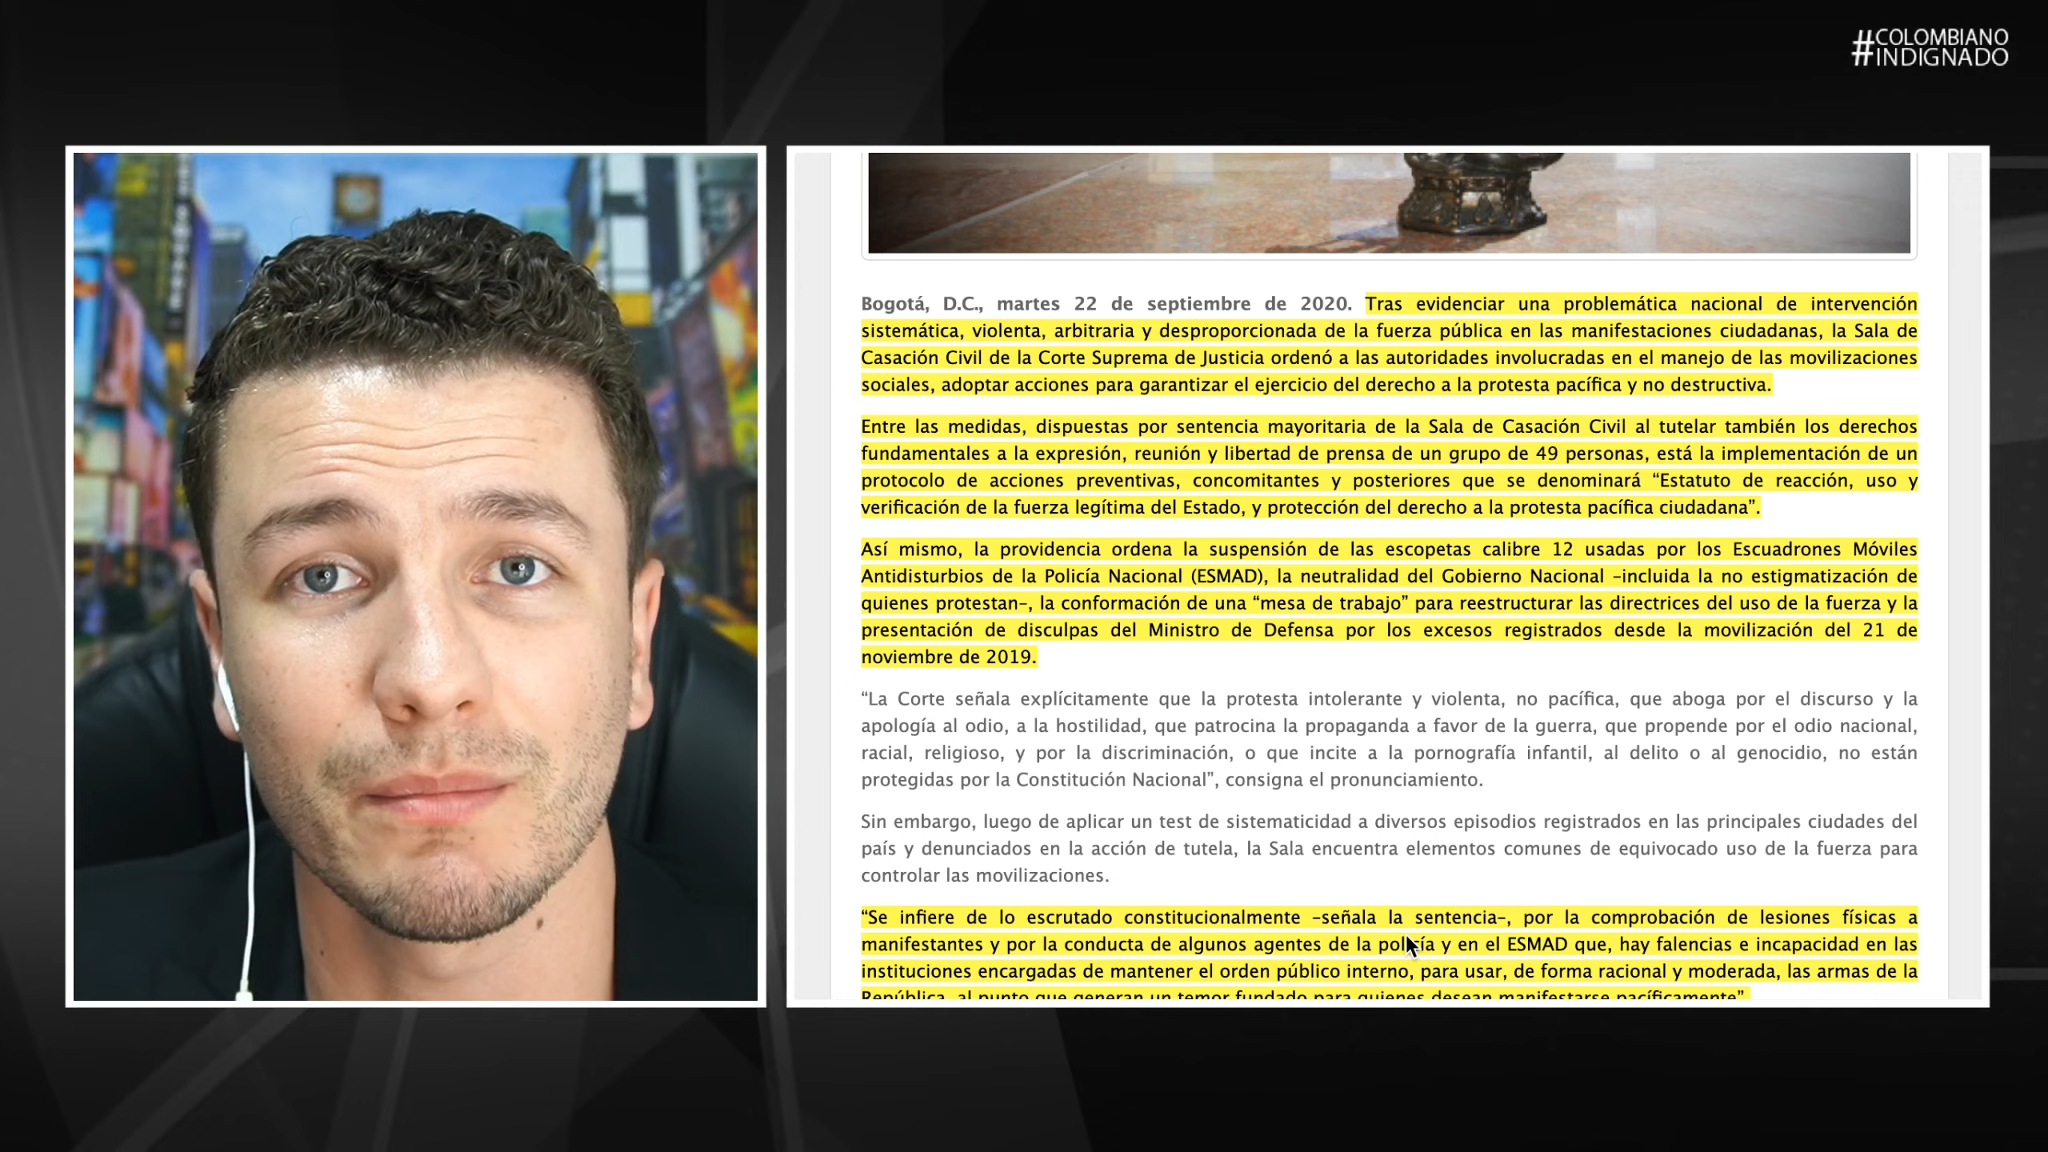 #COLOMBIANO
INDIGNADO
Bogotá, D.C., martes 22 de septiembre de 2020. Tras evidenciar una problemática nacional de intervención
sistemática, violenta, arbitraria y desproporcionada de la fuerza pública en las manifestaciones ciudadanas, la Sala de
Casación Civil de la Corte Suprema de Justicia ordenó a las autoridades involucradas en el manejo de las movilizaciones
sociales, adoptar acciones para garantizar el ejercicio del derecho a la protesta pacífica y no destructiva.
Entre las medidas, dispuestas por sentencia mayoritaria de la Sala de Casación Civil al tutelar también los derechos
fundamentales a la expresión, reunión y libertad de prensa de un grupo de 49 personas, está la implementación de un
protocolo de acciones preventivas, concomitantes y posteriores que se denominará “Estatuto de reacción, uso y
verificación de la fuerza legítima del Estado, y protección del derecho a la protesta pacífica ciudadana”.
Así mismo, la providencia ordena la suspensión de las escopetas calibre 12 usadas por los Escuadrones Móviles
Antidisturbios de la Policía Nacional (ESMAD), la neutralidad del Gobierno Nacional –incluida la no estigmatización de
quienes protestan–, la conformación de una “mesa de trabajo” para reestructurar las directrices del uso de la fuerza y la
presentación de disculpas del Ministro de Defensa por los excesos registrados desde la movilización del 21 de
noviembre de 2019.
“La Corte señala explícitamente que la protesta intolerante y violenta, no pacífica, que aboga por el discurso y la
apología al odio, a la hostilidad, que patrocina la propaganda a favor de la guerra, que propende por el odio nacional,
racial, religioso, y por la discriminación, o que incite a la pornografía infantil, al delito o al genocidio, no están
protegidas por la Constitución Nacional”, consigna el pronunciamiento.
Sin embargo, luego de aplicar un test de sistematicidad a diversos episodios registrados en las principales ciudades del
país y denunciados en la acción de tutela, la Sala encuentra elementos comunes de equivocado uso de la fuerza para
controlar las movilizaciones.
“Se infiere de lo escrutado constitucionalmente –señala la sentencia–, por la comprobación de lesiones físicas a
manifestantes y por la conducta de algunos agentes de la policía y en el ESMAD que, hay falencias e incapacidad en las
instituciones encargadas de mantener el orden público interno, para usar, de forma racional y moderada, las armas de la
República, al punto que generan un temor fundado para quienes desean manifestarse pacíficamente”.